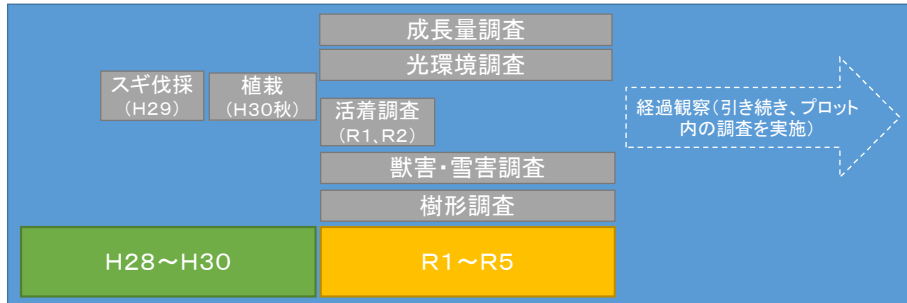 成長量調査
光環境調査
スギ伐採
（H29）
植栽
（H30秋）
活着調査
（R1、R2）
経過観察（引き続き、プロット
内の調査を実施）
獣害・雪害調査
樹形調査
H28～H30
R1～R5